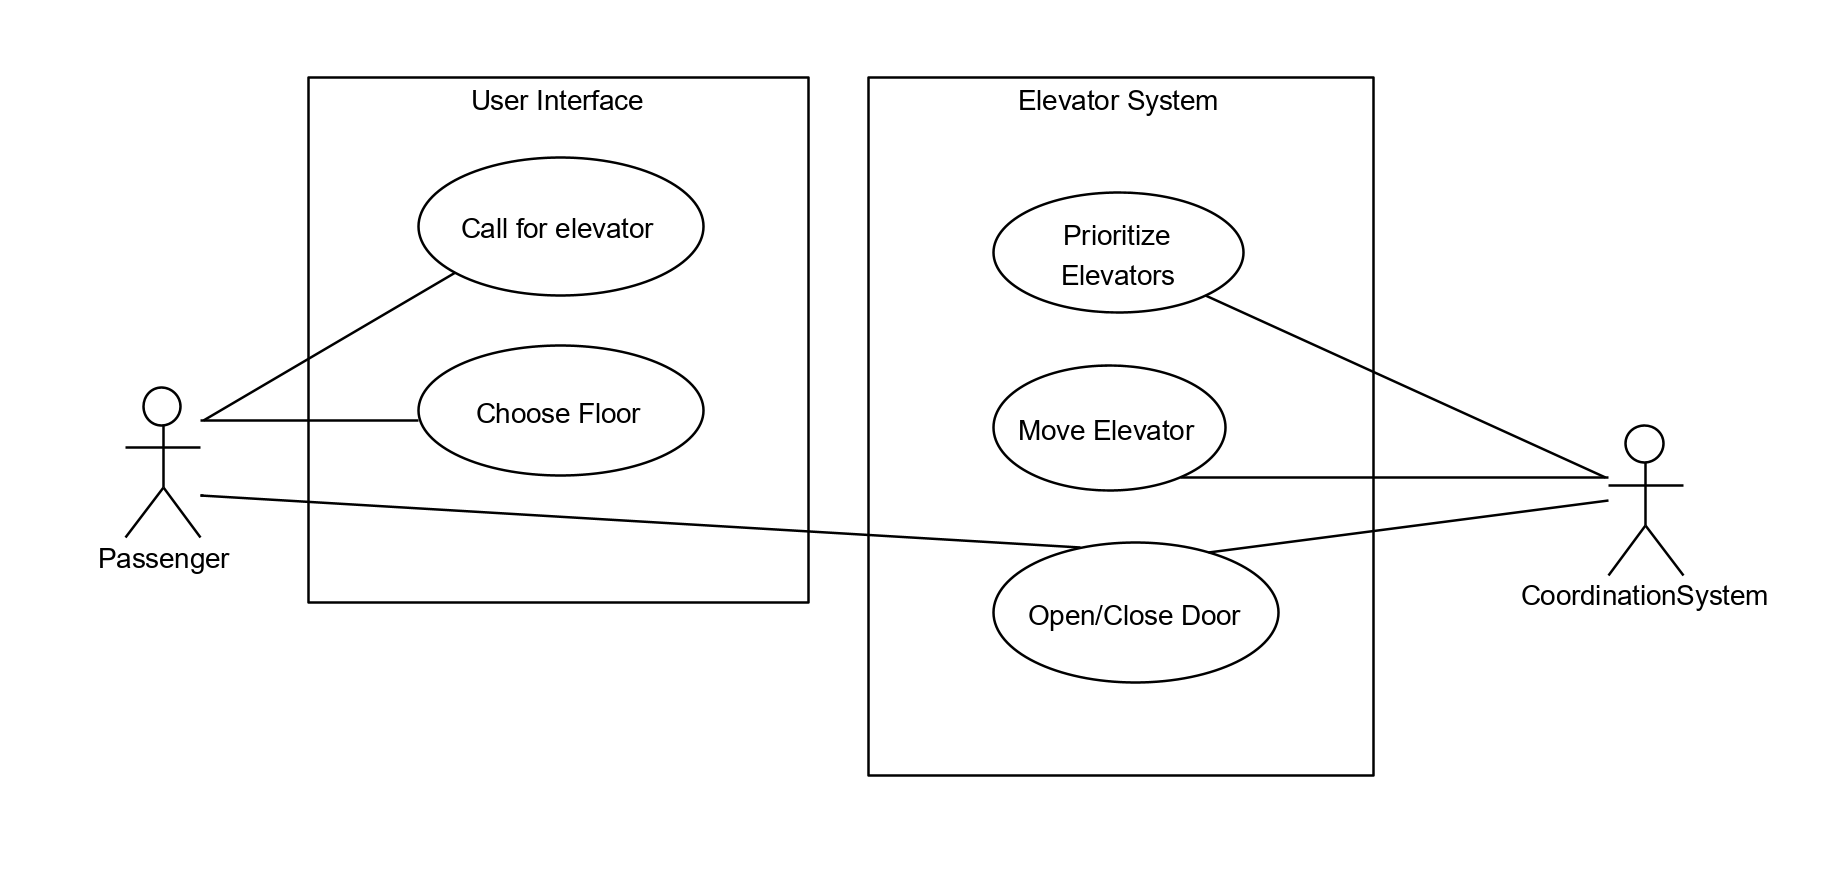 User Interface
Elevator System
Call for elevator
Prioritize
Elevators
Choose Floor
Move Elevator
Passenger
CoordinationSystem
Open/Close Door